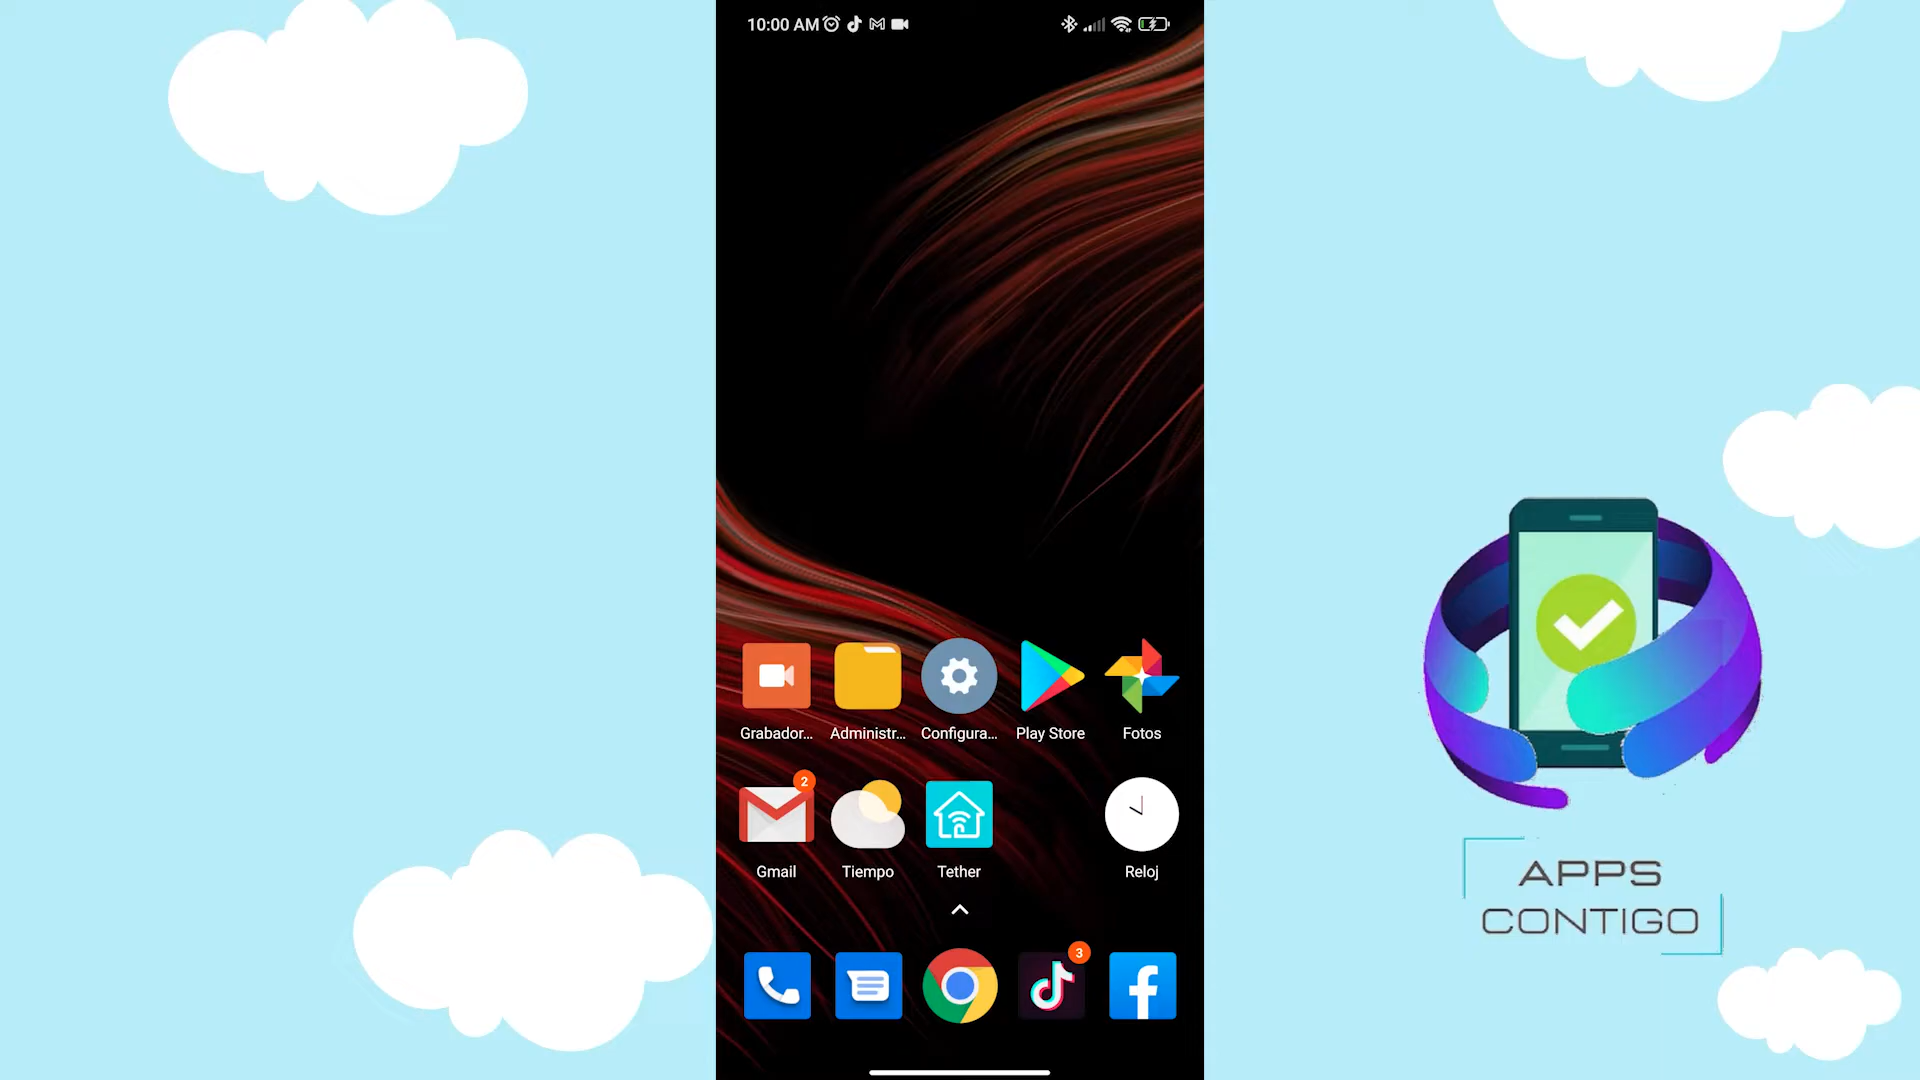 10:00 AM
Grabador... Administr... Configura... Play Store Fotos
2
Gmail Tiempo Tether Reloj
3
APPS
CONTIGO